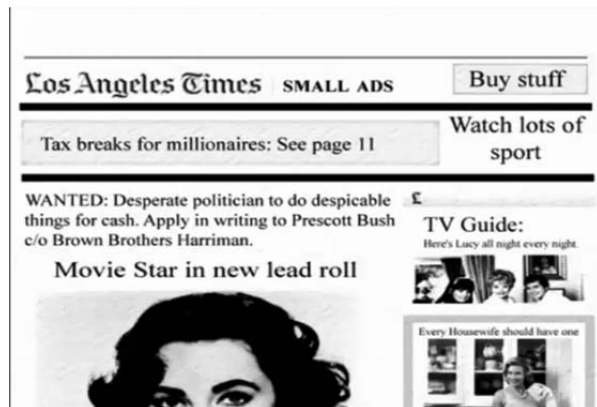 Los Angeles Times SMALL ADS
Buy stuff
Tax breaks for millionaires: See page 11
Watch lots of
sport
WANTED: Desperate politician to do despicable
things for cash. Apply in writing to Prescott Bush
c/o Brown Brothers Harriman.
£
TV Guide:
Here's Lucy all night every night.
Movie Star in new lead roll
Every Housewife should have one